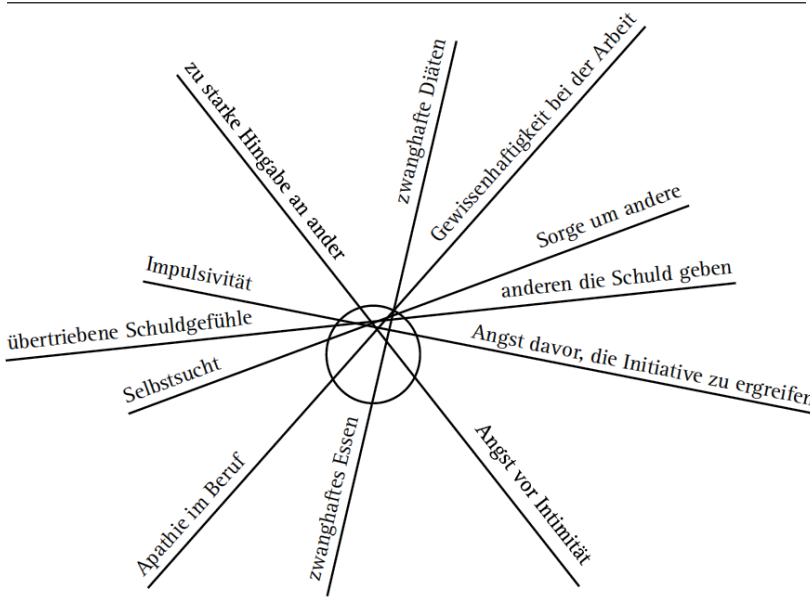 zu starke Hingabe an ander
zwanghafte Diäten
Gewissenhaftigkeit bei der Arbeit
Sorge um andere
Impulsivität
anderen die Schuld geben
übertriebene Schuldgefühle
Angst davor, die Initiative zu ergreifen
Selbstsucht
Apathie im Beruf
zwanghaftes Essen
Angst vor Intimität